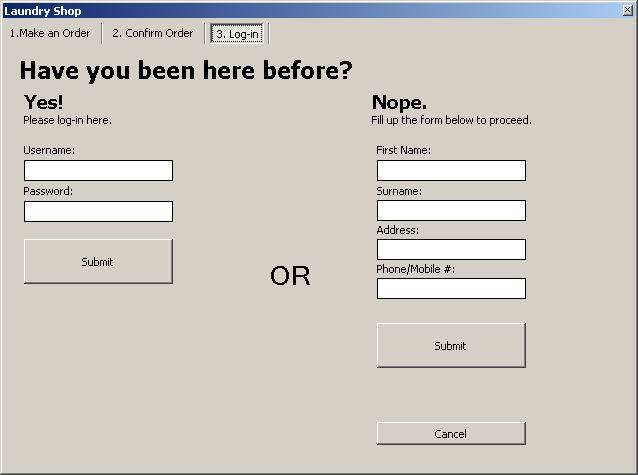 Laundry Shop
1.Make an Order
2. Confirm Order
3. Log-in
Have you been here before?
Yes!
Please log-in here.
Username:
Password:
Submit
OR
Nope.
Fill up the form below to proceed.
First Name:
Surname:
Address:
Phone/Mobile #:
Submit
Cancel